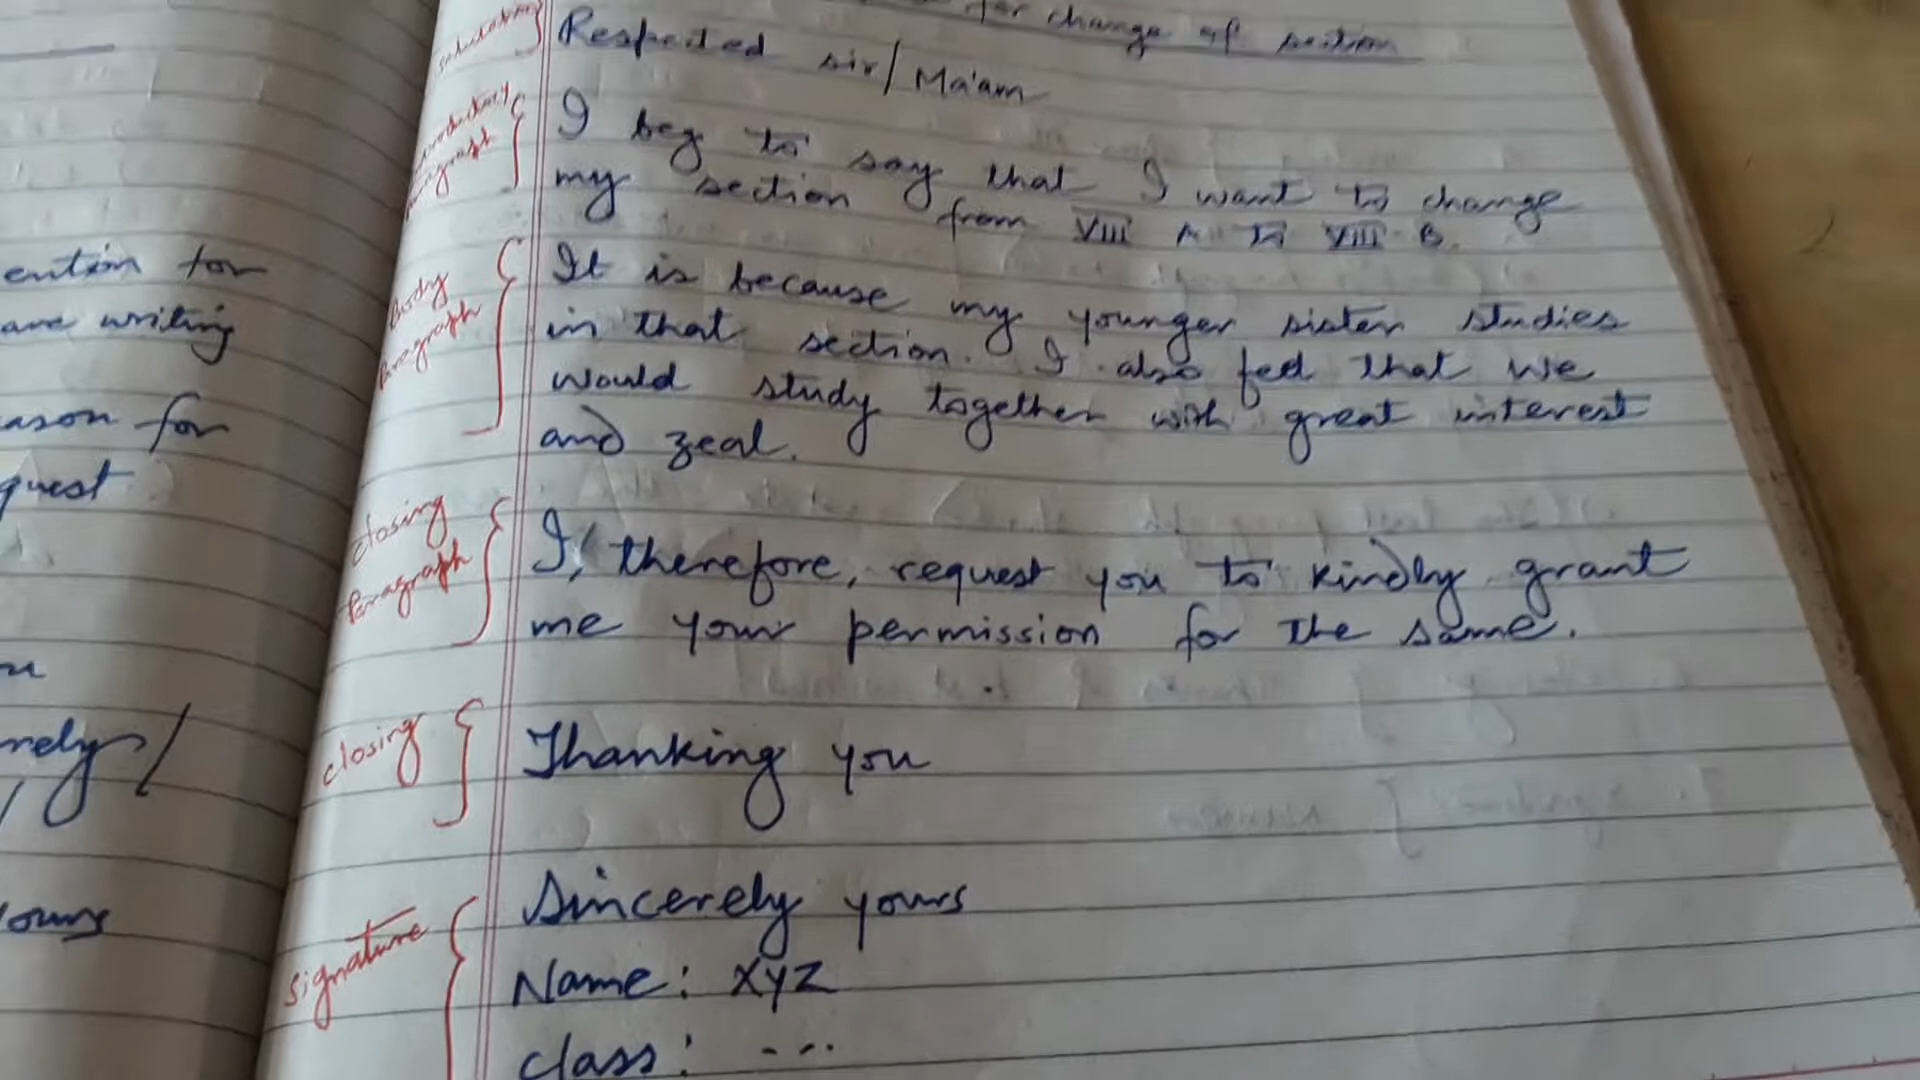 for change of section
salutation
Respected sir/Ma'am
Introductory
Paragraph
I beg to say that I want to change
my section from VIII A to VIII B.
Body
Paragraph
It is because my younger sister studies
in that section. I also feel that we
would study together with great interest
and zeal.
closing
Paragraph
I, therefore, request you to kindly grant
me your permission for the same.
closing
Thanking you
signature
Sincerely yours
Name: XYZ
class: ...
ention for
are writing
eason for
quest
rely /
yours